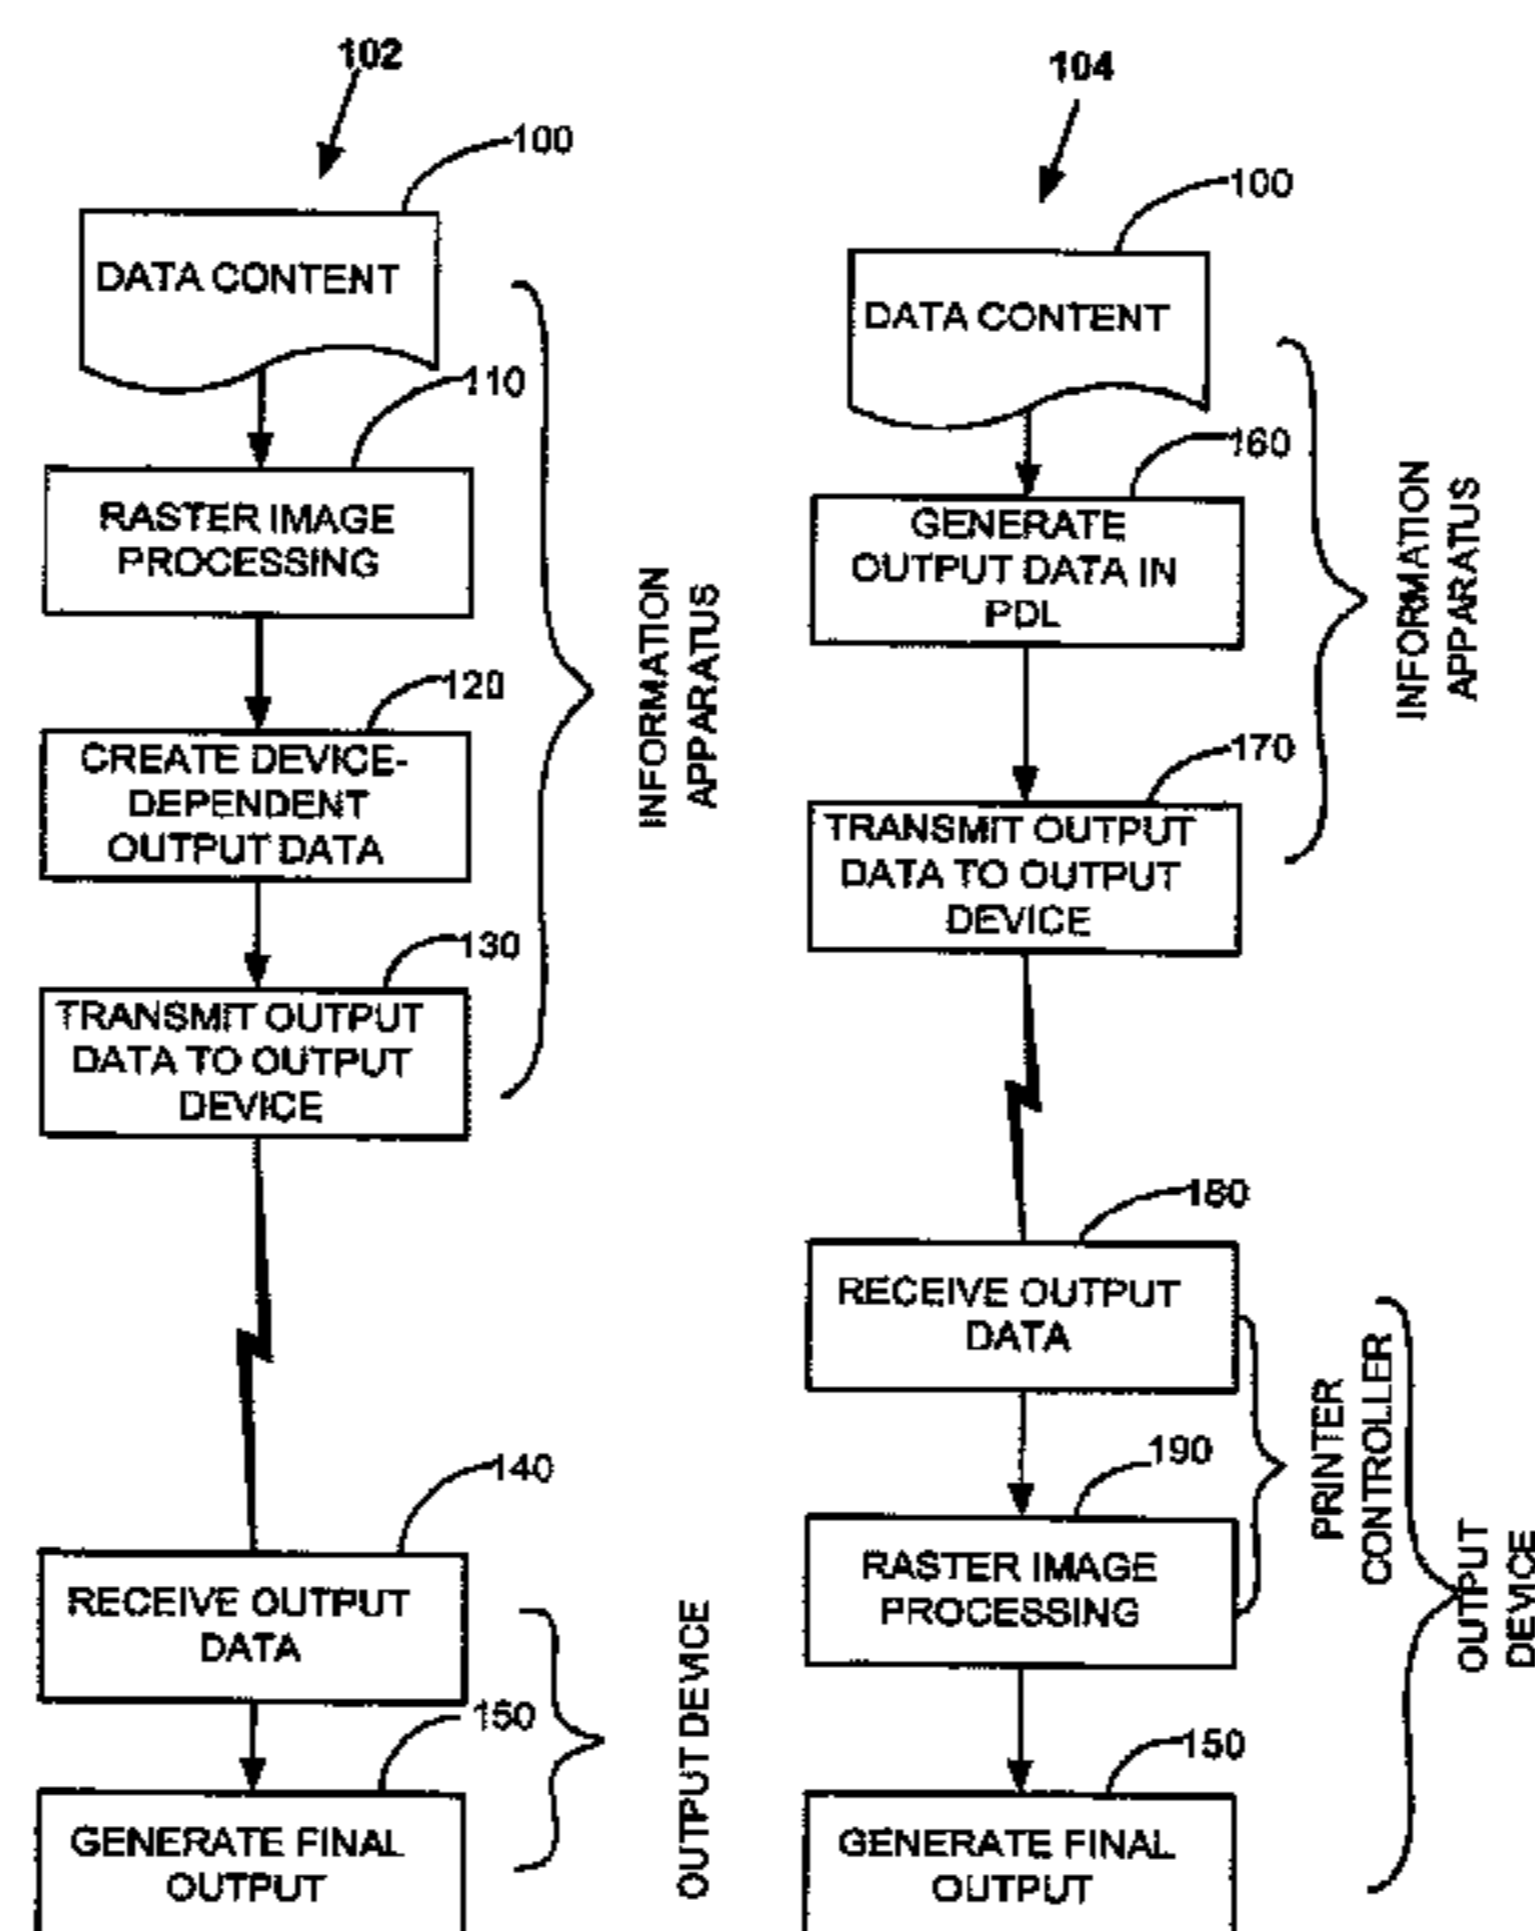 102
100
DATA CONTENT
110
RASTER IMAGE
PROCESSING
120
CREATE DEVICE-
DEPENDENT
OUTPUT DATA
130
TRANSMIT OUTPUT
DATA TO OUTPUT
DEVICE
INFORMATION
APPARATUS
140
RECEIVE OUTPUT
DATA
150
GENERATE FINAL
OUTPUT
OUTPUT DEVICE
104
100
DATA CONTENT
160
GENERATE
OUTPUT DATA IN
PDL
170
TRANSMIT OUTPUT
DATA TO OUTPUT
DEVICE
INFORMATION
APPARATUS
180
RECEIVE OUTPUT
DATA
190
RASTER IMAGE
PROCESSING
PRINTER
CONTROLLER
150
GENERATE FINAL
OUTPUT
OUTPUT
DEVICE